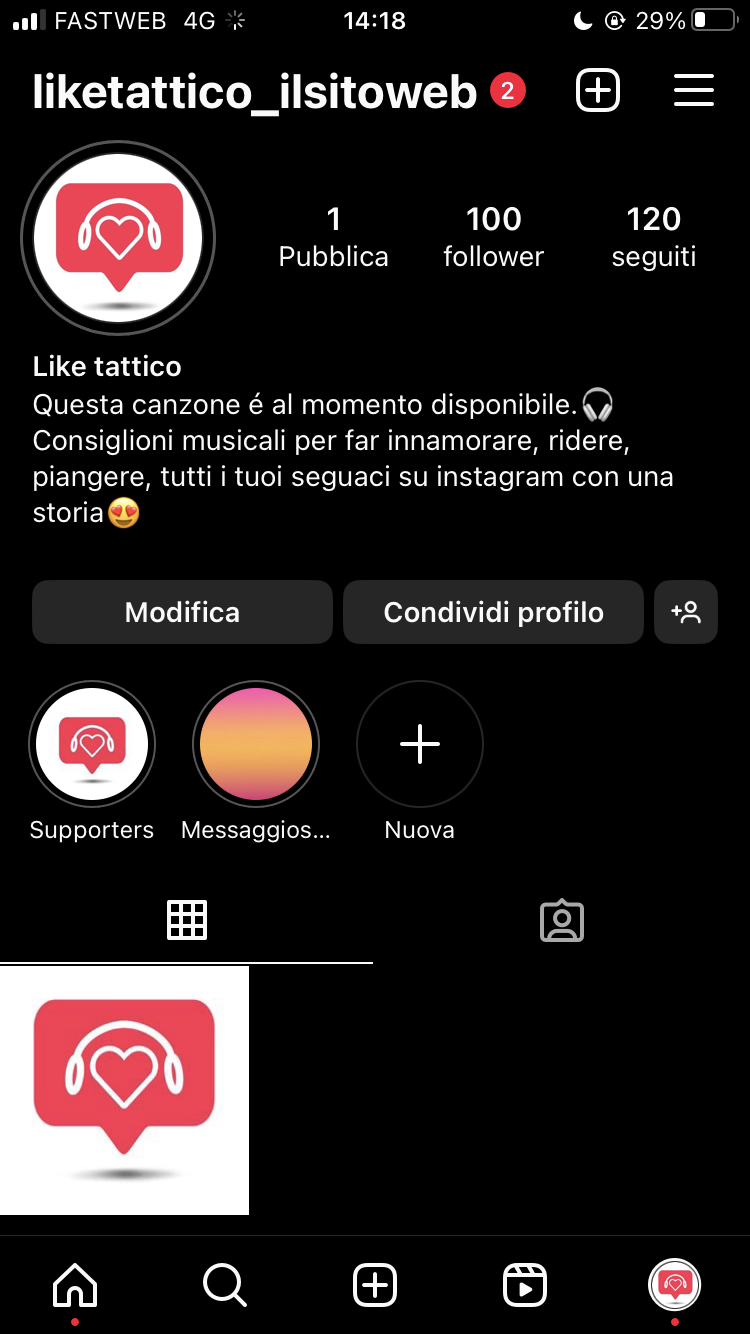 FASTWEB 4G 14:18 29%
liketattico_ilsitoweb 2
1 100 120
Pubblica follower seguiti
Like tattico
Questa canzone é al momento disponibile.🎧
Consiglioni musicali per far innamorare, ridere,
piangere, tutti i tuoi seguaci su instagram con una
storia😍
Modifica Condividi profilo
Supporters Messaggios... Nuova